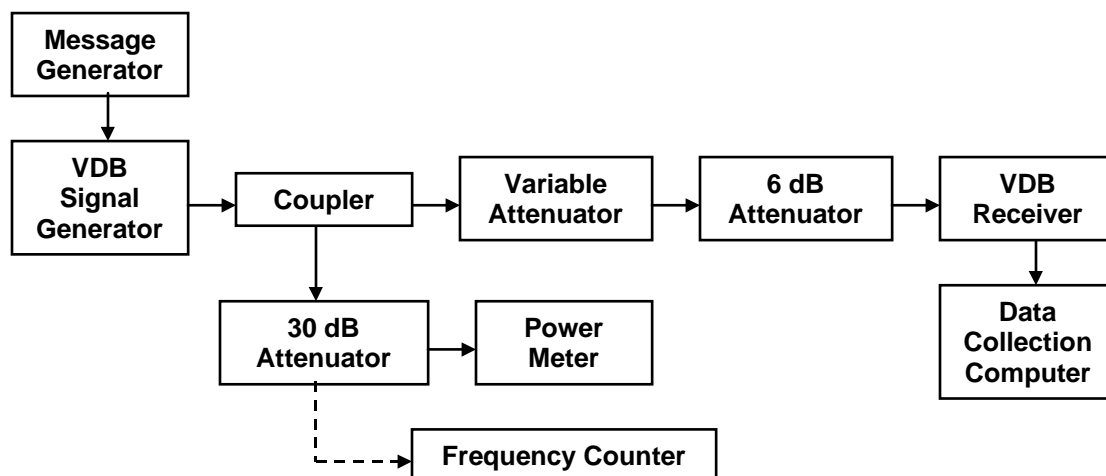 Message
Generator
VDB
Signal
Generator
Coupler
Variable
Attenuator
6 dB
Attenuator
VDB
Receiver
30 dB
Attenuator
Power
Meter
Data
Collection
Computer
Frequency Counter